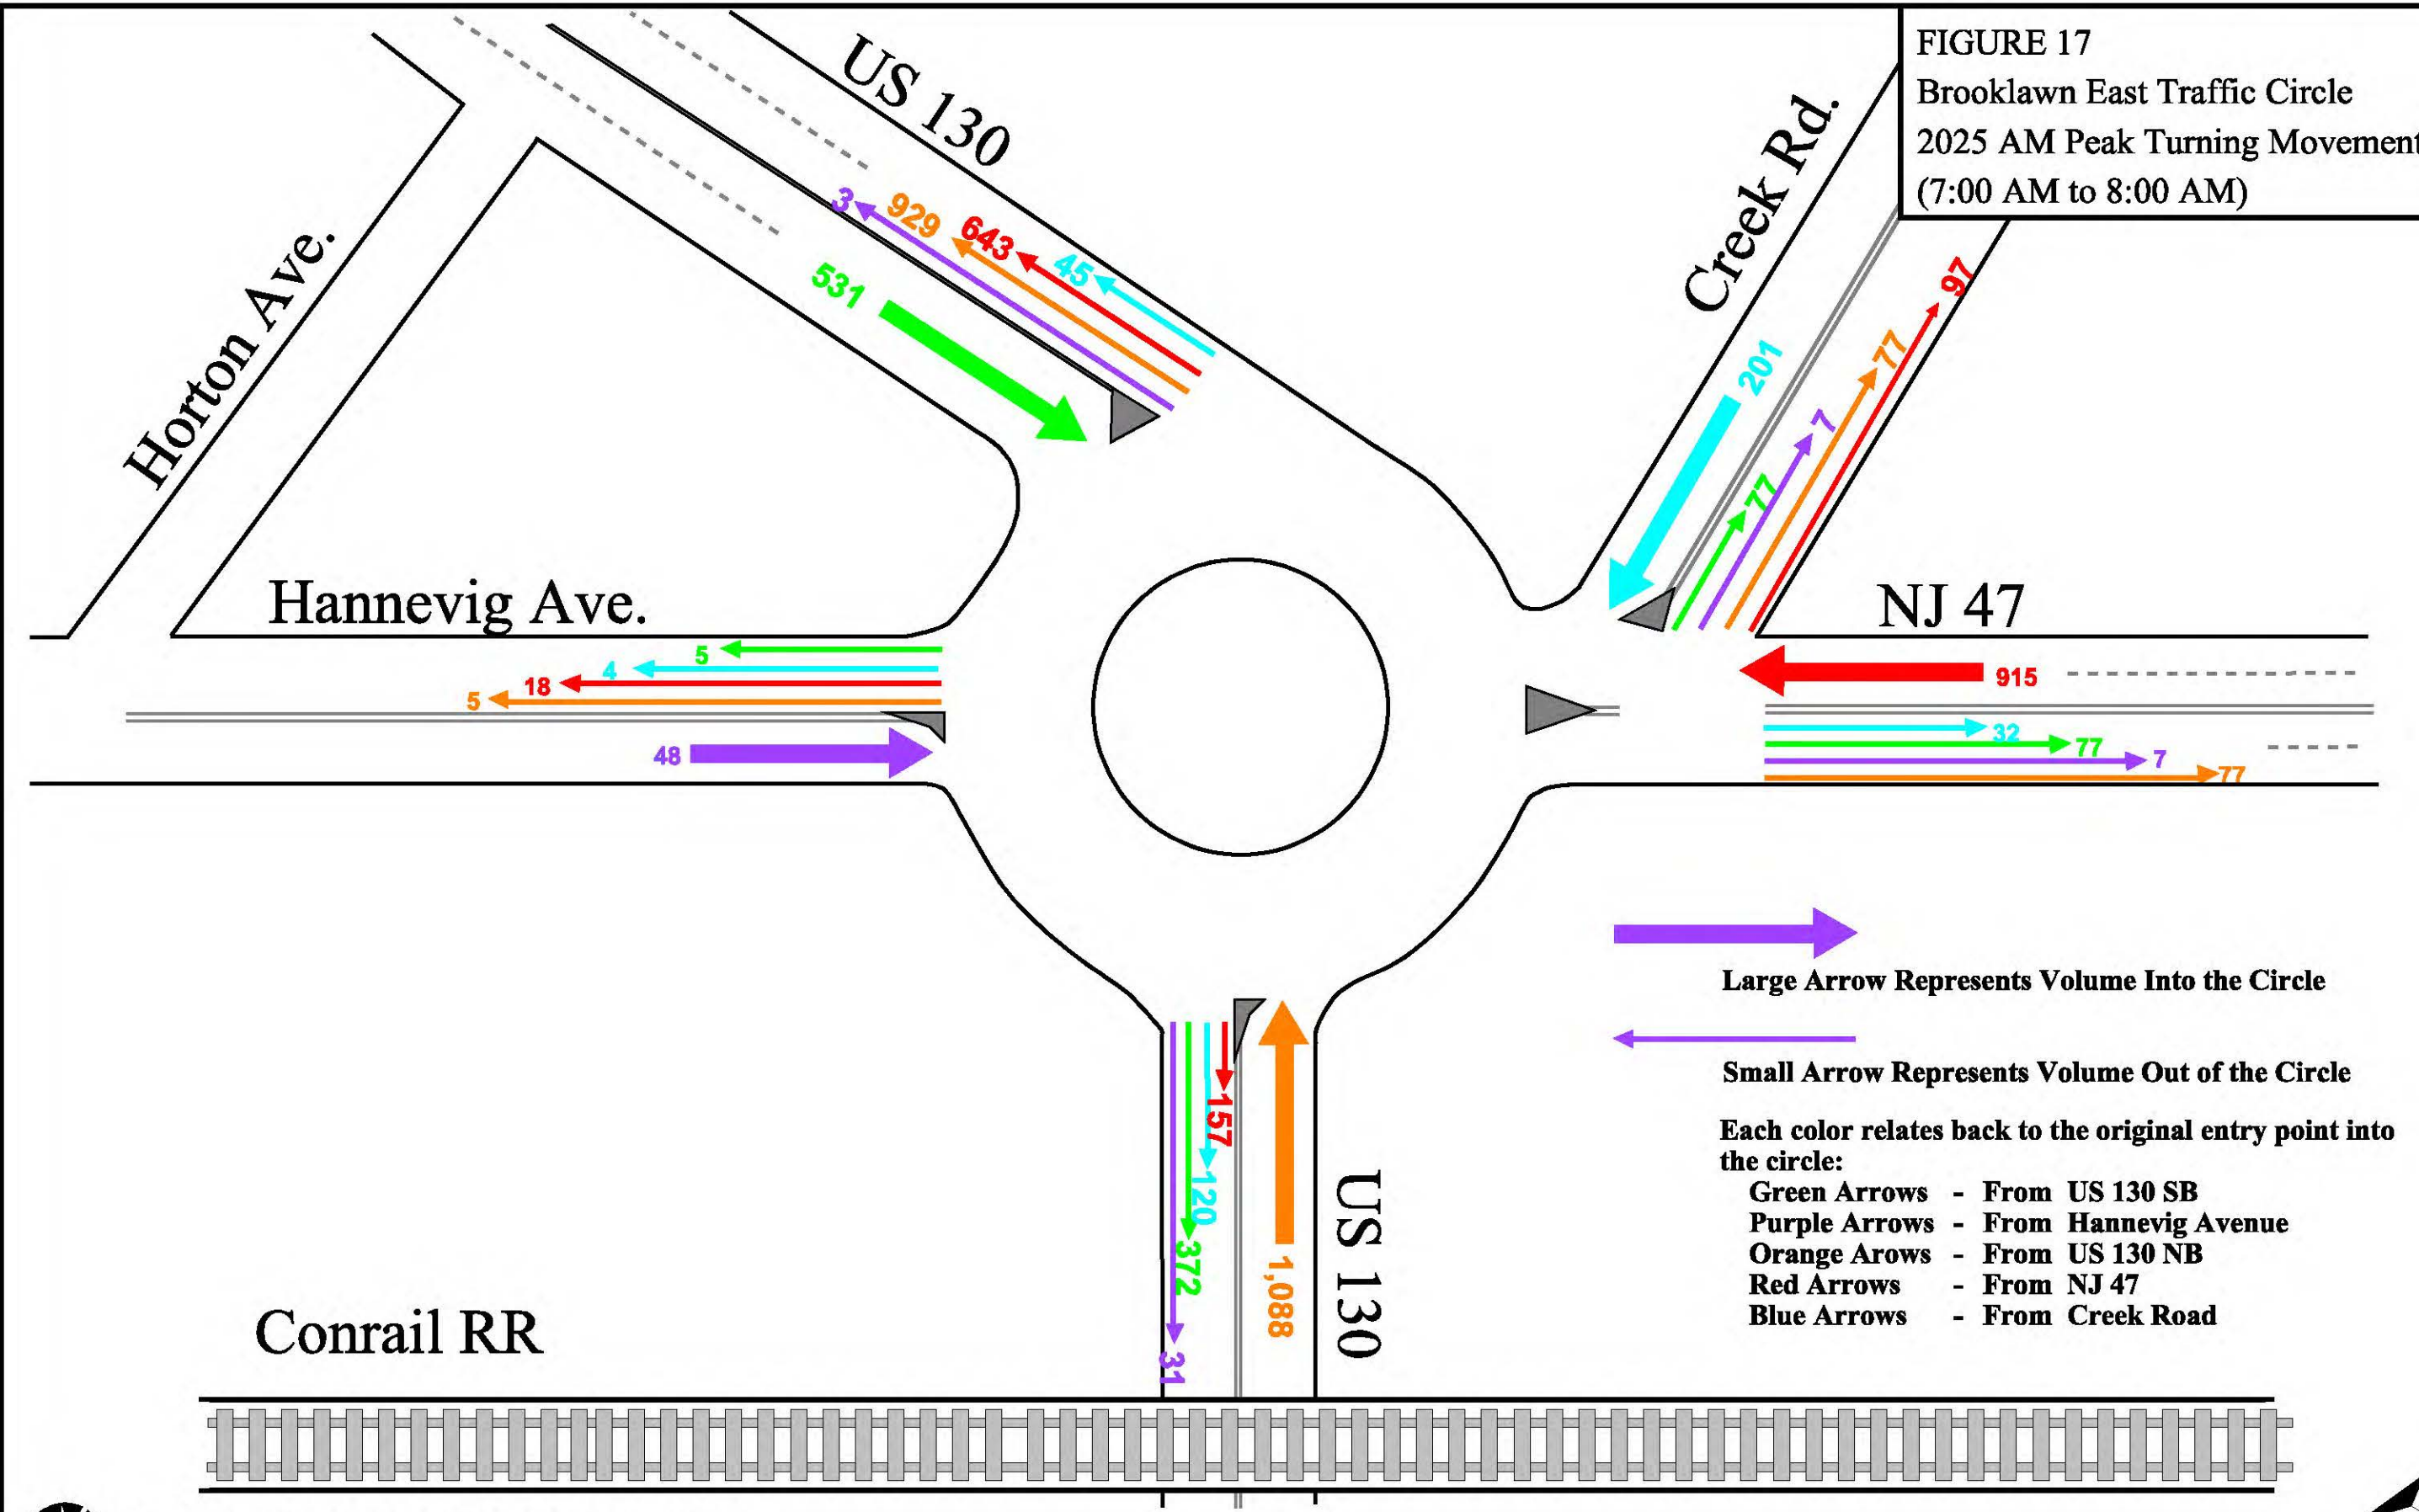 FIGURE 17
Brooklawn East Traffic Circle
2025 AM Peak Turning Movement
(7:00 AM to 8:00 AM)
US 130
Creek Rd.
Horton Ave.
3
929
643
45
531
201
77
7
77
97
Hannevig Ave.
NJ 47
5
4
18
5
48
915
32
77
7
77
157
120
372
31
1,088
US 130
Conrail RR
Large Arrow Represents Volume Into the Circle
Small Arrow Represents Volume Out of the Circle
Each color relates back to the original entry point into
the circle:
Green Arrows - From US 130 SB
Purple Arrows - From Hannevig Avenue
Orange Arows - From US 130 NB
Red Arrows - From NJ 47
Blue Arrows - From Creek Road